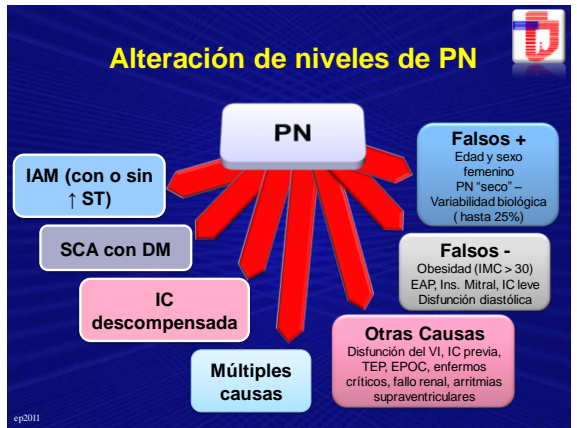 Alteración de niveles de PN
PN
IAM (con o sin
↑ ST)
SCA con DM
IC
descompensada
Múltiples
causas
Falsos +
Edad y sexo
femenino
PN “seco” –
Variabilidad biológica
( hasta 25%)
Falsos -
Obesidad (IMC > 30)
EAP, Ins. Mitral, IC leve
Disfunción diastólica
Otras Causas
Disfunción del VI, IC previa,
TEP, EPOC, enfermos
críticos, fallo renal, arritmias
supraventriculares
ep2011